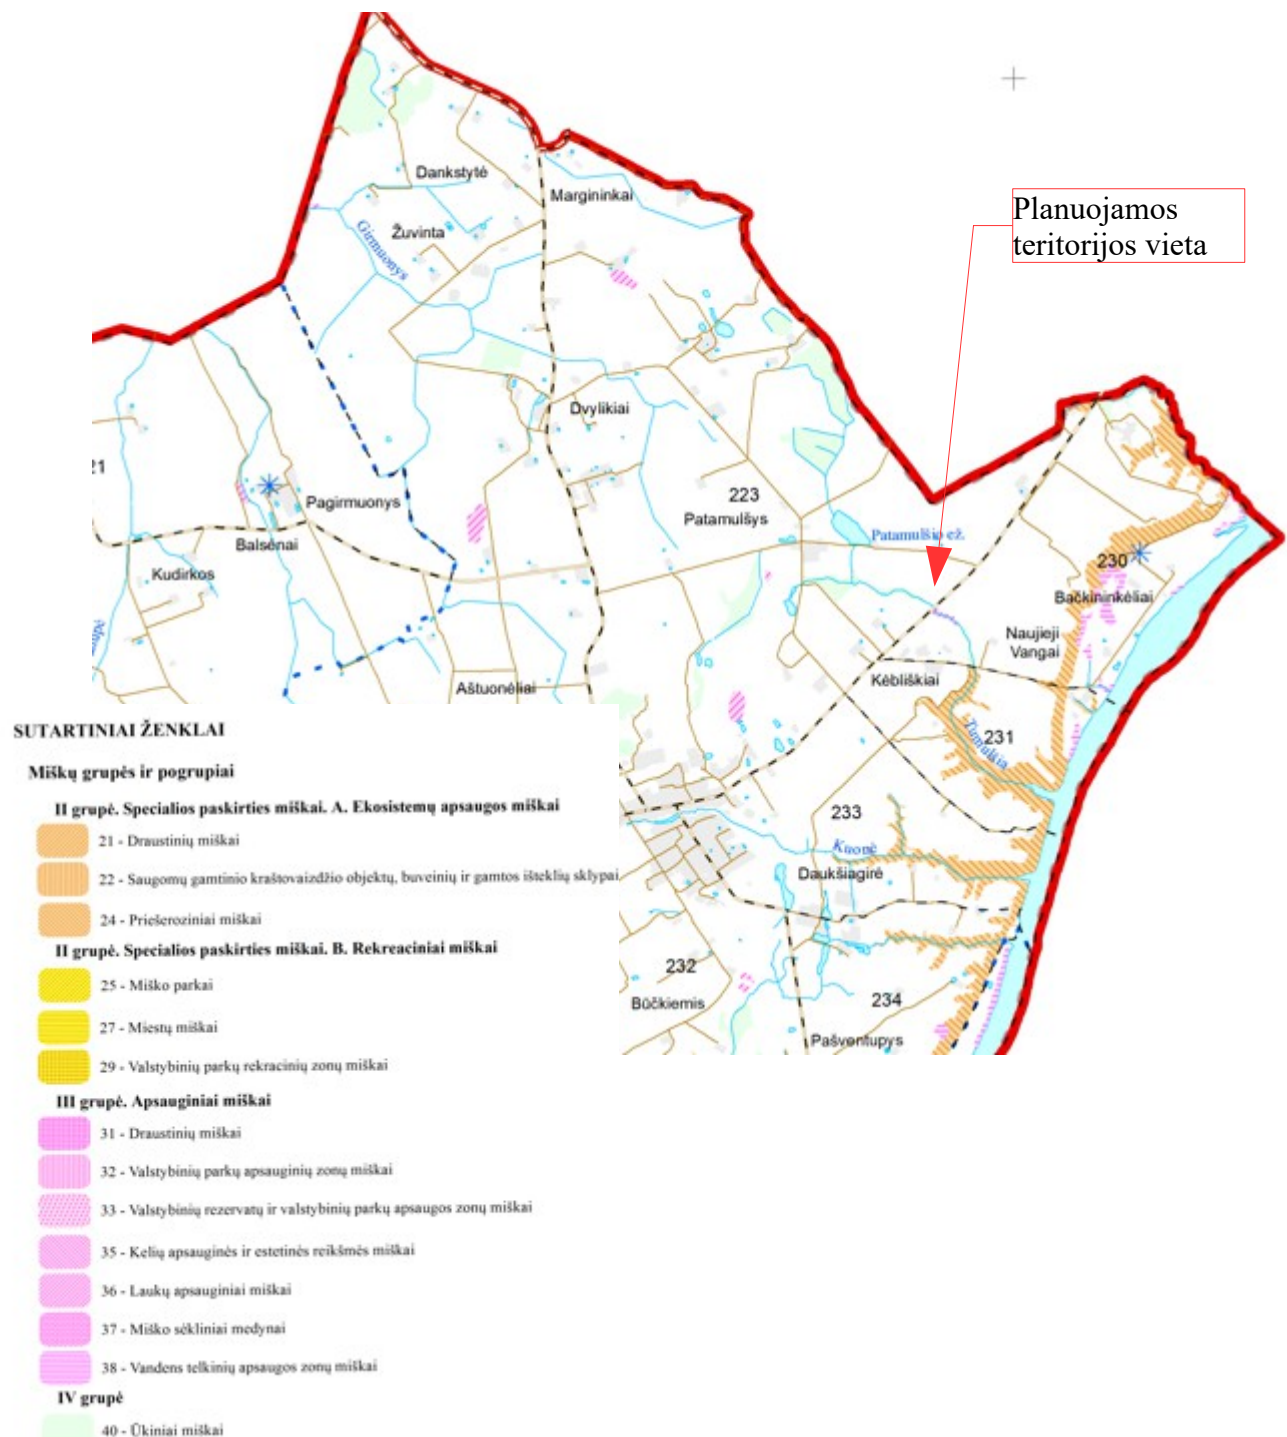 Dankstytė
Margininkai
Planuojamos
teritorijos vieta
Žuvinta
Girmuonys
Dvylikiai
21
223
Patamulšys
Pagirmuonys
Patamulšio ež.
Balsėnai
230
Kudirkos
Bačkininkėliai
Naujieji
Vangai
Kėbliškiai
Aštuonėliai
Tumulšia
231
233
Kuonė
Daukšiagirė
232
Būčkiemis
234
Pašventupys
SUTARTINIAI ŽENKLAI
Miškų grupės ir pogrupiai
II grupė. Specialios paskirties miškai. A. Ekosistemų apsaugos miškai
21 - Draustinių miškai
22 - Saugomų gamtinio kraštovaizdžio objektų, buveinių ir gamtos išteklių sklypai
24 - Priešeroziniai miškai
II grupė. Specialios paskirties miškai. B. Rekreaciniai miškai
25 - Miško parkai
27 - Miestų miškai
29 - Valstybinių parkų rekracinių zonų miškai
III grupė. Apsauginiai miškai
31 - Draustinių miškai
32 - Valstybinių parkų apsauginių zonų miškai
33 - Valstybinių rezervatų ir valstybinių parkų apsaugos zonų miškai
35 - Kelių apsauginės ir estetinės reikšmės miškai
36 - Laukų apsauginiai miškai
37 - Miško sėkliniai medynai
38 - Vandens telkinių apsaugos zonų miškai
IV grupė
40 - Ūkiniai miškai